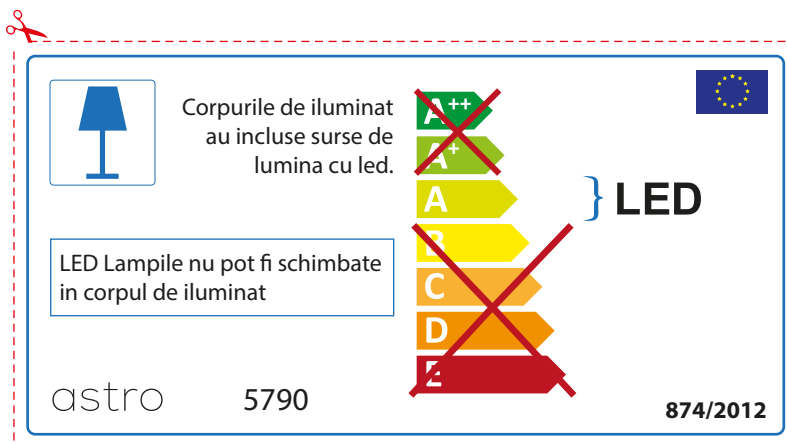 Corpurile de iluminat
au incluse surse de
lumina cu led.
LED Lampile nu pot fi schimbate
in corpul de iluminat
A++
A+
A
B
C
D
E
LED
astro
5790
874/2012